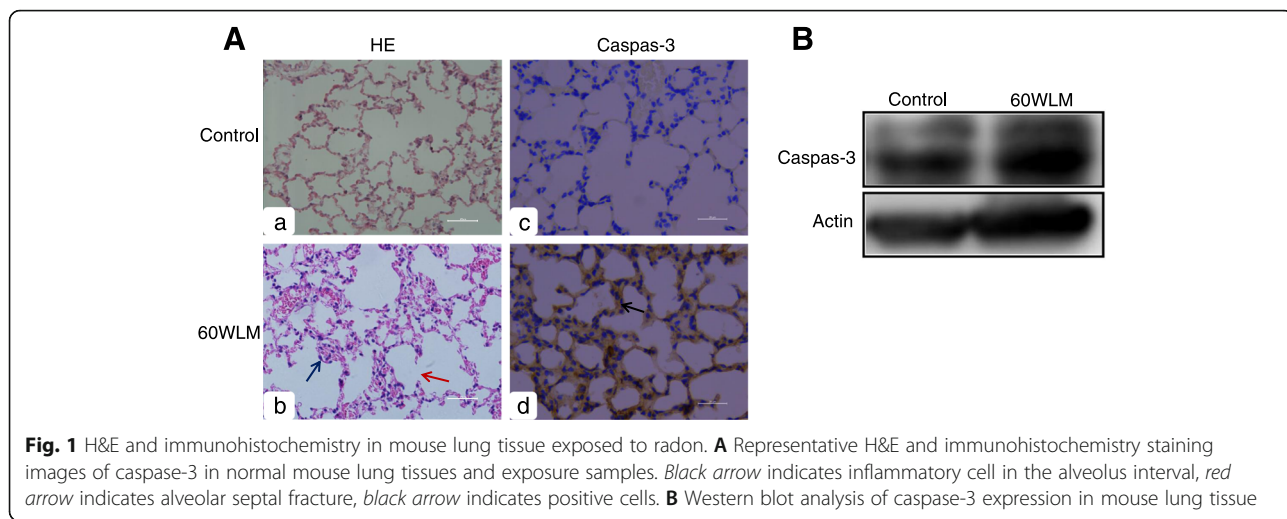 A
HE
Caspas-3
B
Control
Control
60WLM
Caspas-3
a
c
Actin
60WLM
b
d
Fig. 1 H&E and immunohistochemistry in mouse lung tissue exposed to radon. A Representative H&E and immunohistochemistry staining
images of caspase-3 in normal mouse lung tissues and exposure samples. Black arrow indicates inflammatory cell in the alveolus interval, red
arrow indicates alveolar septal fracture, black arrow indicates positive cells. B Western blot analysis of caspase-3 expression in mouse lung tissue